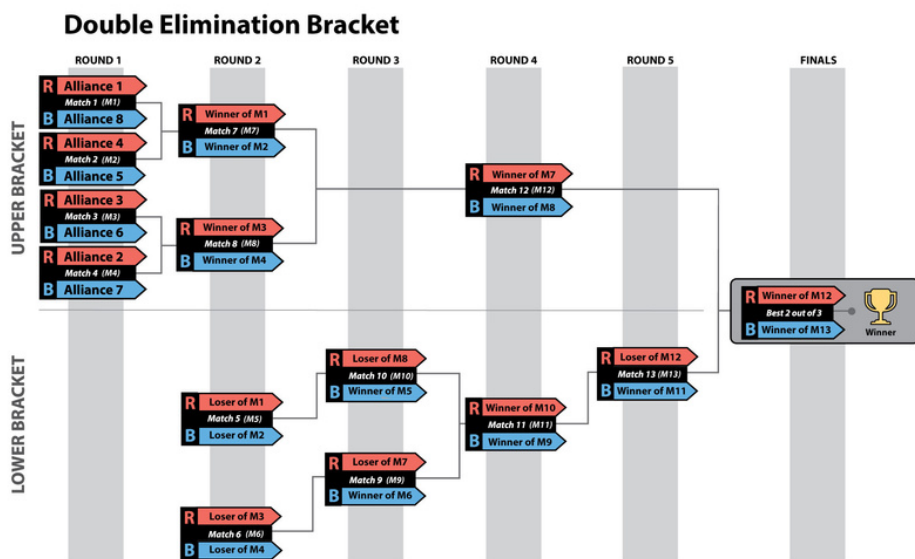 Double Elimination Bracket
ROUND 1
ROUND 2
ROUND 3
ROUND 4
ROUND 5
FINALS
UPPER BRACKET
R Alliance 1
Match 1 (M1)
B Alliance 8
R Alliance 4
Match 2 (M2)
B Alliance 5
R Alliance 3
Match 3 (M3)
B Alliance 6
R Alliance 2
Match 4 (M4)
B Alliance 7
R Winner of M1
Match 7 (M7)
B Winner of M2
R Winner of M3
Match 8 (M8)
B Winner of M4
R Winner of M7
Match 12 (M12)
B Winner of M8
R Winner of M12
Best 2 out of 3
B Winner of M13
Winner
LOWER BRACKET
R Loser of M1
Match 5 (M5)
B Loser of M2
R Loser of M3
Match 6 (M6)
B Loser of M4
R Loser of M8
Match 10 (M10)
B Winner of M5
R Loser of M7
Match 9 (M9)
B Winner of M6
R Winner of M10
Match 11 (M11)
B Winner of M9
R Loser of M12
Match 13 (M13)
B Winner of M11